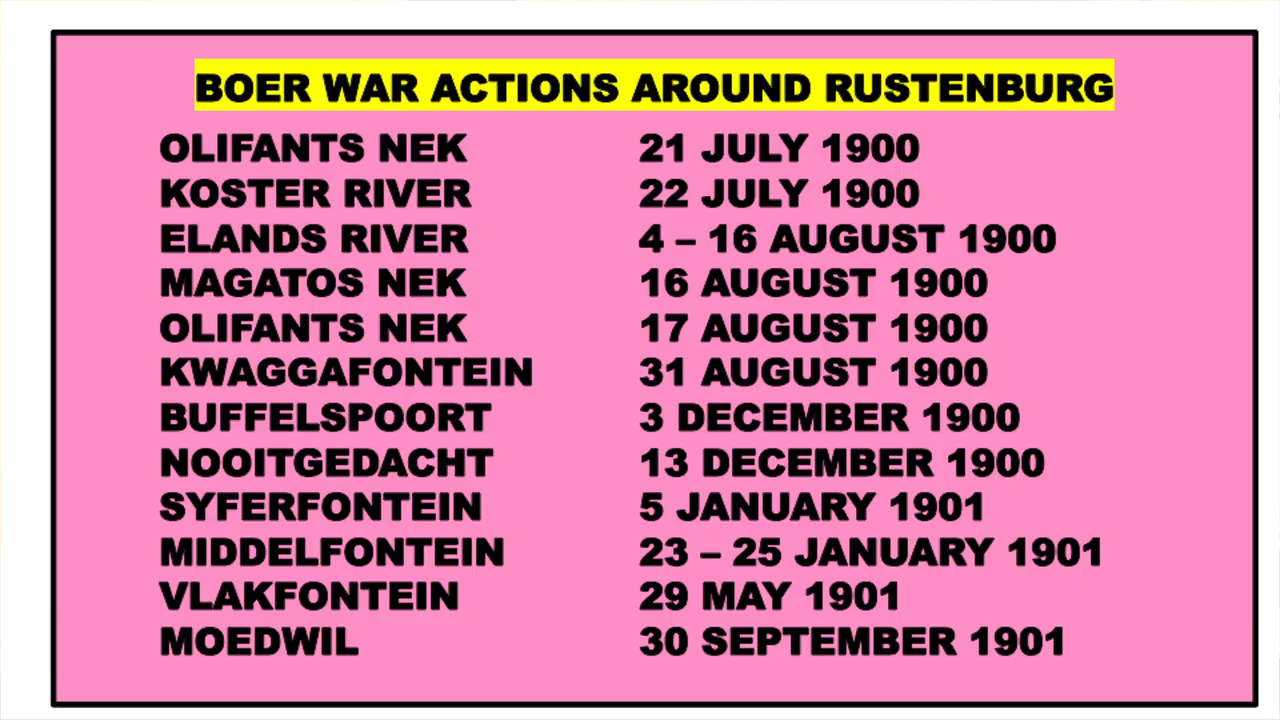 BOER WAR ACTIONS AROUND RUSTENBURG
OLIFANTS NEK 21 JULY 1900
KOSTER RIVER 22 JULY 1900
ELANDS RIVER 4 – 16 AUGUST 1900
MAGATOS NEK 16 AUGUST 1900
OLIFANTS NEK 17 AUGUST 1900
KWAGGAFONTEIN 31 AUGUST 1900
BUFFELSPOORT 3 DECEMBER 1900
NOOITGEDACHT 13 DECEMBER 1900
SYFERFONTEIN 5 JANUARY 1901
MIDDELFONTEIN 23 – 25 JANUARY 1901
VLAKFONTEIN 29 MAY 1901
MOEDWIL 30 SEPTEMBER 1901